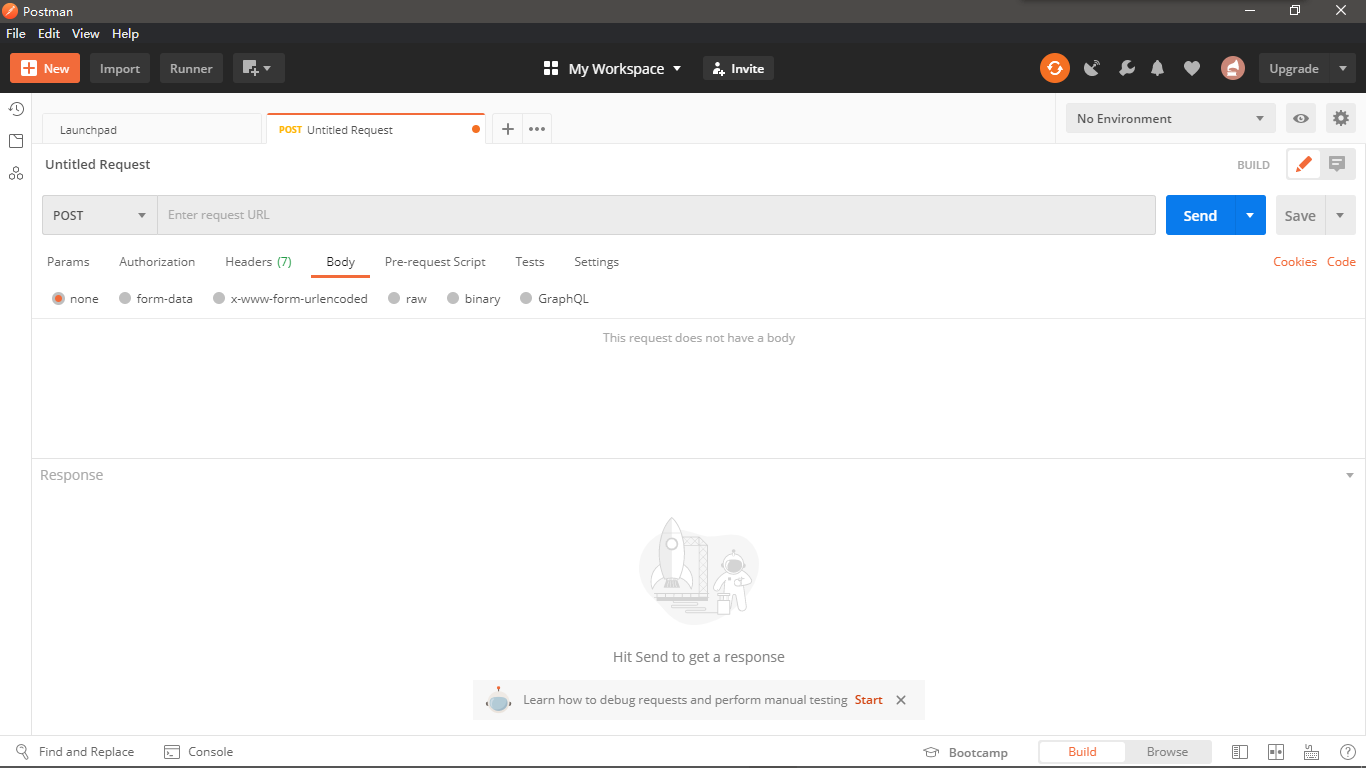 Postman
File Edit View Help
New Import Runner My Workspace Invite Upgrade
Launchpad POST Untitled Request No Environment
Untitled Request BUILD
POST Enter request URL Send Save
Params Authorization Headers (7) Body Pre-request Script Tests Settings Cookies Code
none form-data x-www-form-urlencoded raw binary GraphQL
This request does not have a body
Response
Hit Send to get a response
Learn how to debug requests and perform manual testing Start
Find and Replace Console Bootcamp Build Browse